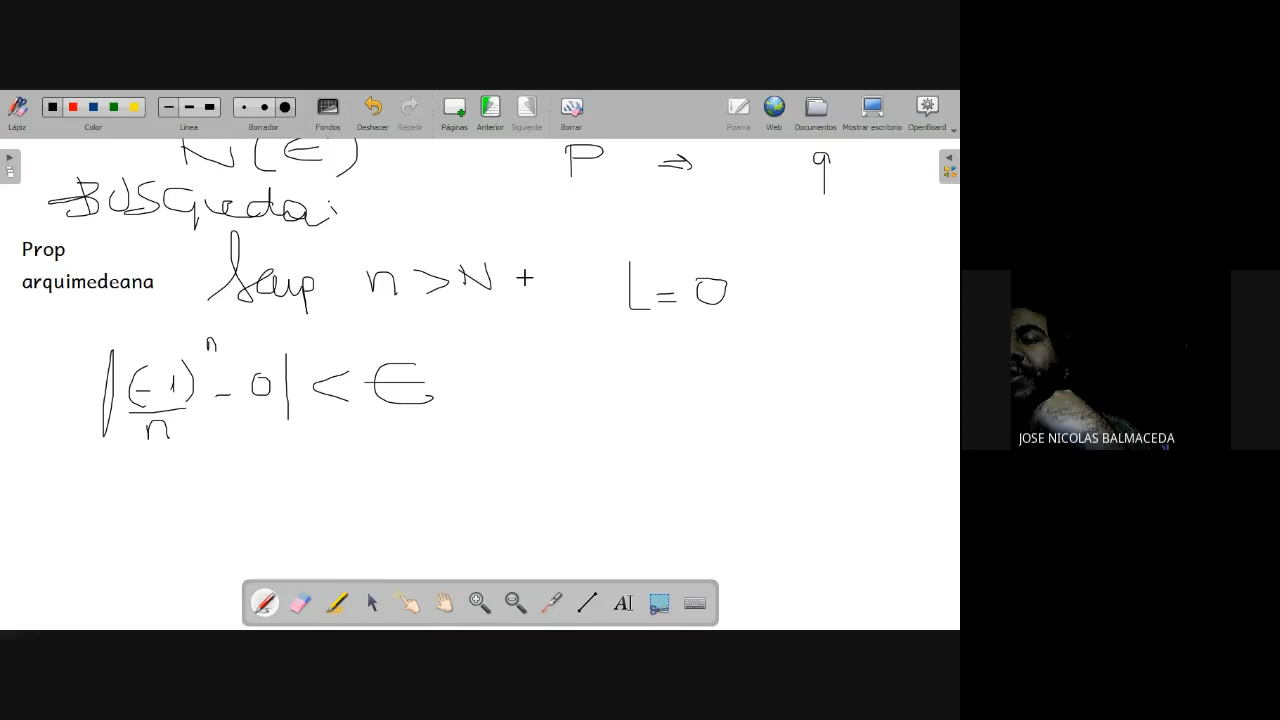 Lápiz Color Línea Borrador Fondos Deshacer Repetir Páginas Anterior Siguiente Borrar Pizarra Web Documentos Mostrar escritorio OpenBoard
N(ε) P ⇒ q
Búsqueda:
Prop
arquimedeana
Sup n > N + L = 0
|(-1)^n/n - 0| < ε
JOSE NICOLAS BALMACEDA